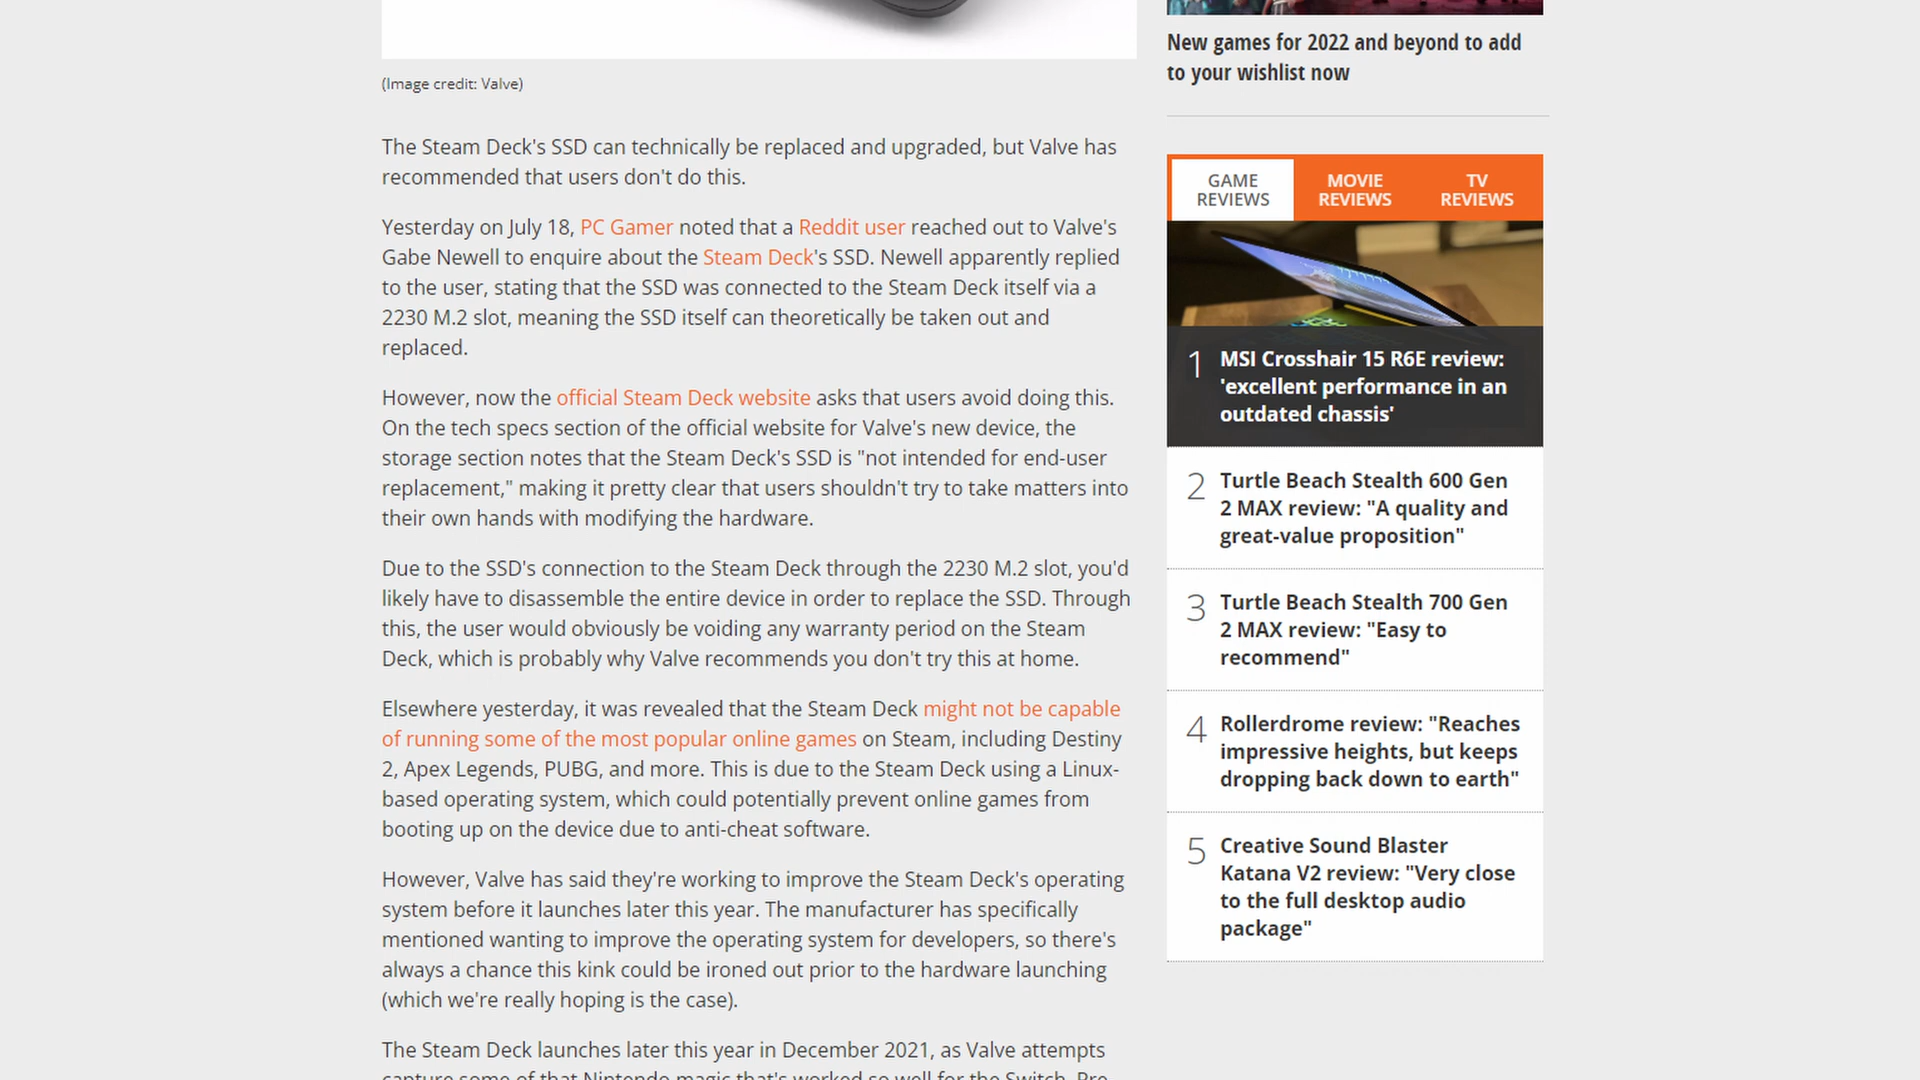 (Image credit: Valve)
The Steam Deck's SSD can technically be replaced and upgraded, but Valve has
recommended that users don't do this.
Yesterday on July 18, PC Gamer noted that a Reddit user reached out to Valve's
Gabe Newell to enquire about the Steam Deck's SSD. Newell apparently replied
to the user, stating that the SSD was connected to the Steam Deck itself via a
2230 M.2 slot, meaning the SSD itself can theoretically be taken out and
replaced.
However, now the official Steam Deck website asks that users avoid doing this.
On the tech specs section of the official website for Valve's new device, the
storage section notes that the Steam Deck's SSD is "not intended for end-user
replacement," making it pretty clear that users shouldn't try to take matters into
their own hands with modifying the hardware.
Due to the SSD's connection to the Steam Deck through the 2230 M.2 slot, you'd
likely have to disassemble the entire device in order to replace the SSD. Through
this, the user would obviously be voiding any warranty period on the Steam
Deck, which is probably why Valve recommends you don't try this at home.
Elsewhere yesterday, it was revealed that the Steam Deck might not be capable
of running some of the most popular online games on Steam, including Destiny
2, Apex Legends, PUBG, and more. This is due to the Steam Deck using a Linux-
based operating system, which could potentially prevent online games from
booting up on the device due to anti-cheat software.
However, Valve has said they're working to improve the Steam Deck's operating
system before it launches later this year. The manufacturer has specifically
mentioned wanting to improve the operating system for developers, so there's
always a chance this kink could be ironed out prior to the hardware launching
(which we're really hoping is the case).
The Steam Deck launches later this year in December 2021, as Valve attempts
capture some of that Nintendo magic that's worked so well for the Switch. Pre-
New games for 2022 and beyond to add
to your wishlist now
GAME
REVIEWS
MOVIE
REVIEWS
TV
REVIEWS
1 MSI Crosshair 15 R6E review:
'excellent performance in an
outdated chassis'
2 Turtle Beach Stealth 600 Gen
2 MAX review: "A quality and
great-value proposition"
3 Turtle Beach Stealth 700 Gen
2 MAX review: "Easy to
recommend"
4 Rollerdrome review: "Reaches
impressive heights, but keeps
dropping back down to earth"
5 Creative Sound Blaster
Katana V2 review: "Very close
to the full desktop audio
package"